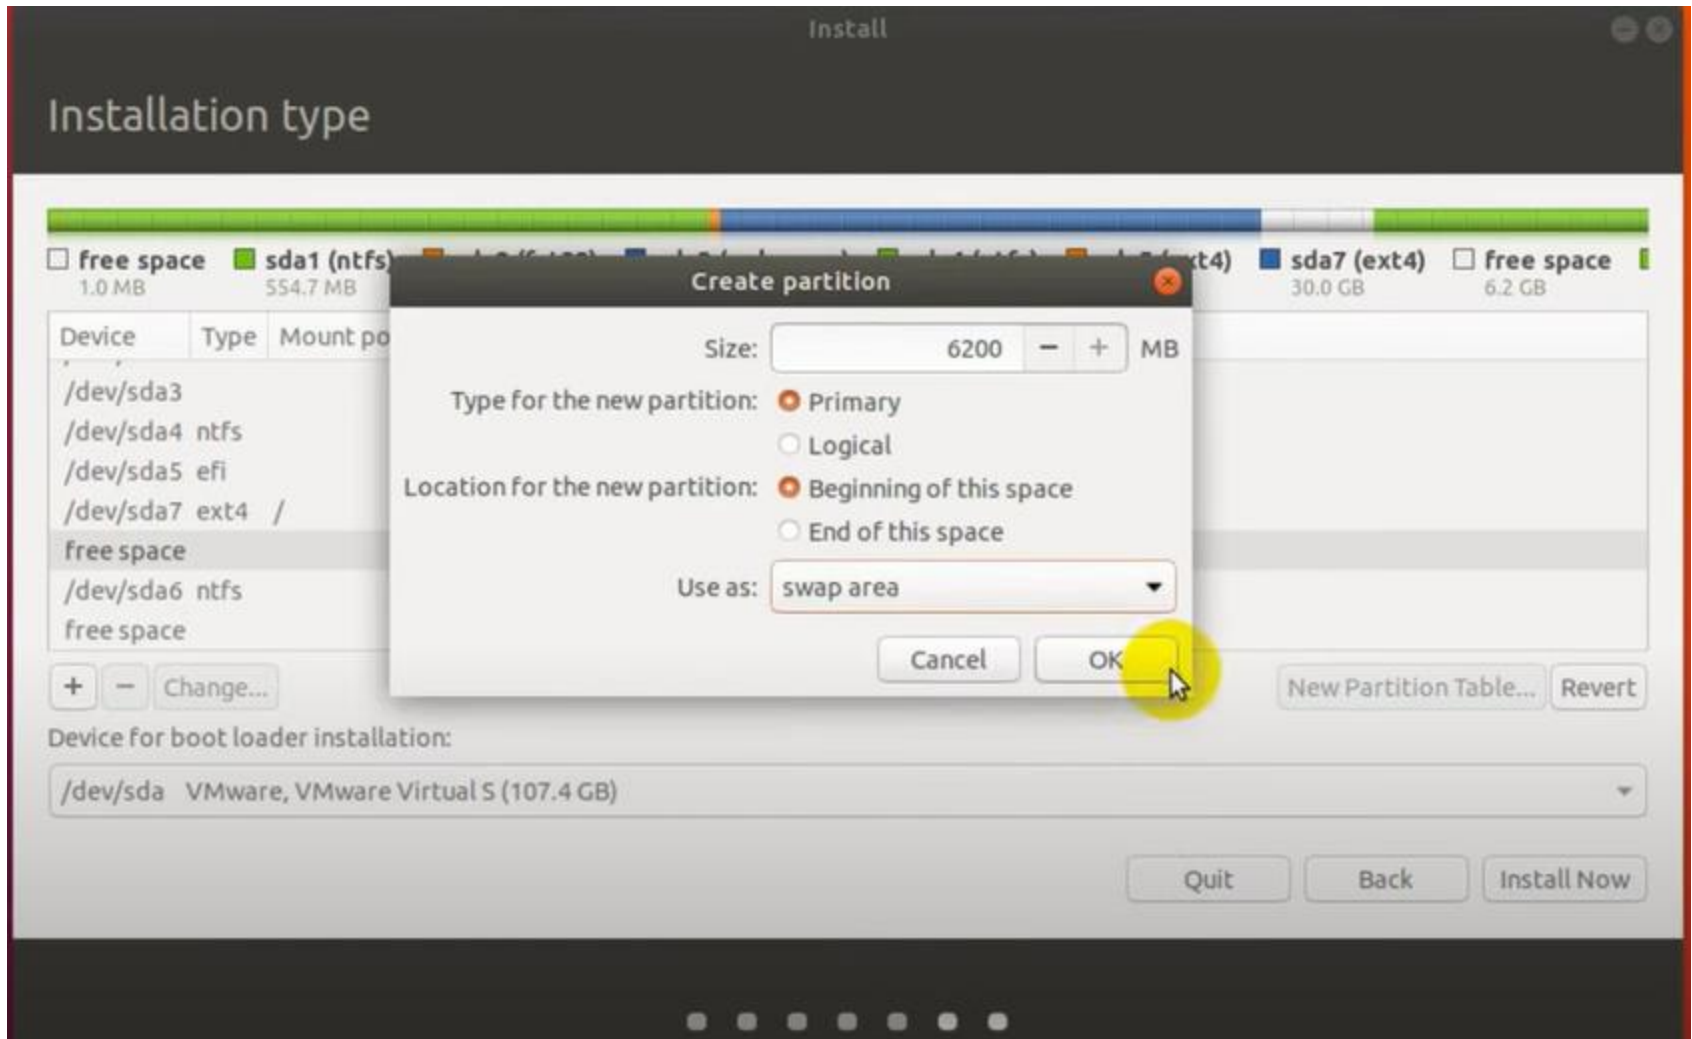 Install
Installation type
free space sda1 (ntfs) sda7 (ext4) free space
1.0 MB 554.7 MB 30.0 GB 6.2 GB
Create partition
Device Type Mount po
Size: 6200 − + MB
/dev/sda3
Type for the new partition: Primary
/dev/sda4 ntfs
Logical
/dev/sda5 efi
Location for the new partition: Beginning of this space
/dev/sda7 ext4 /
End of this space
free space
Use as: swap area
/dev/sda6 ntfs
free space
Cancel OK
+ − Change... New Partition Table... Revert
Device for boot loader installation:
/dev/sda VMware, VMware Virtual S (107.4 GB)
Quit Back Install Now